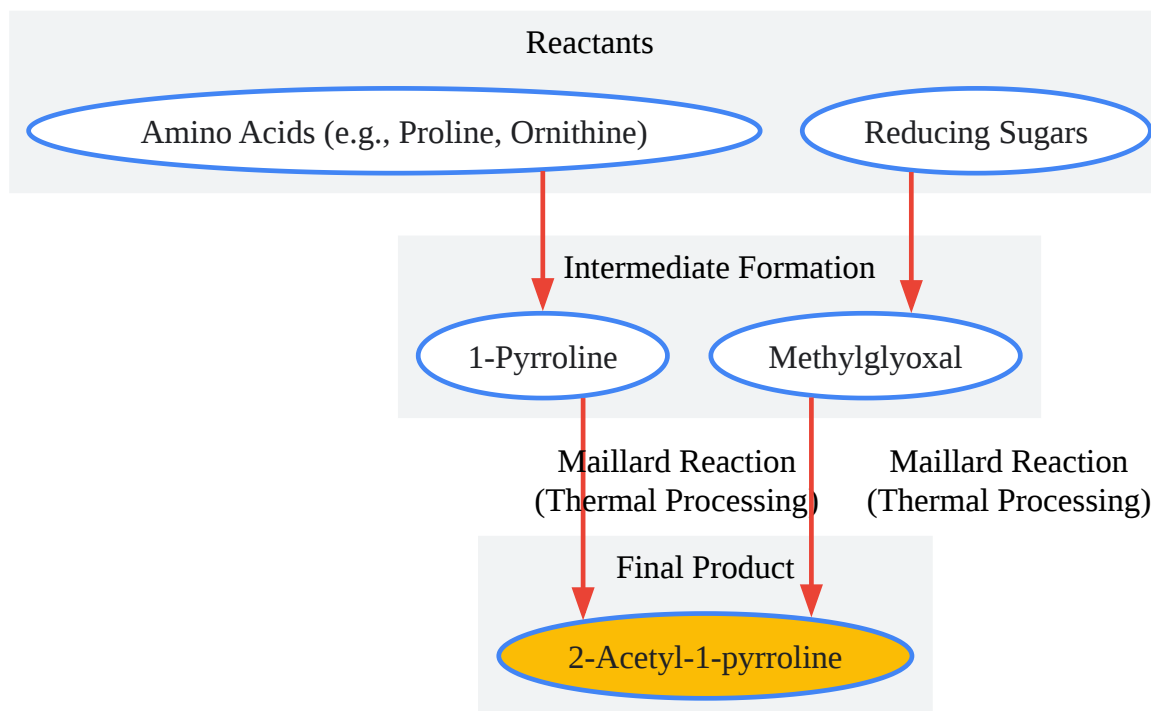 Reactants
Amino Acids (e.g., Proline, Ornithine)
Reducing Sugars
Intermediate Formation
1-Pyrroline
Methylglyoxal
Maillard Reaction
(Thermal Processing)
Maillard Reaction
(Thermal Processing)
Final Product
2-Acetyl-1-pyrroline